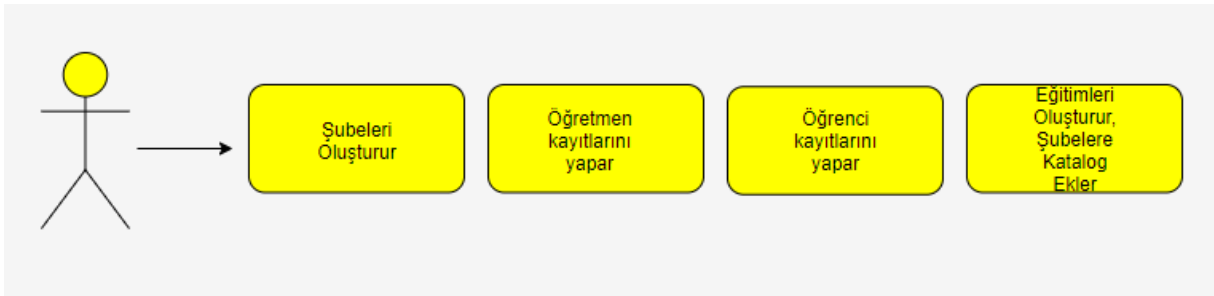 Şubeleri
Oluşturur
Öğretmen
kayıtlarını
yapar
Öğrenci
kayıtlarını
yapar
Eğitimleri
Oluşturur,
Şubelere
Katalog
Ekler